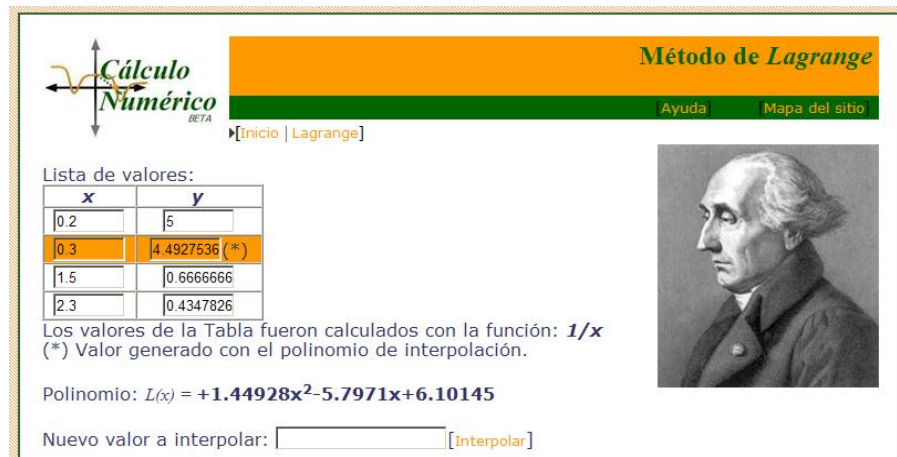 Cálculo
Numérico
BETA
Método de Lagrange
[Ayuda] [Mapa del sitio]
[Inicio | Lagrange]
Lista de valores:
x y
0.2 5
0.3 4.4927536 (*)
1.5 0.6666666
2.3 0.4347826
Los valores de la Tabla fueron calculados con la función: 1/x
(*) Valor generado con el polinomio de interpolación.
Polinomio: L(x) = +1.44928x²-5.7971x+6.10145
Nuevo valor a interpolar: [Interpolar]